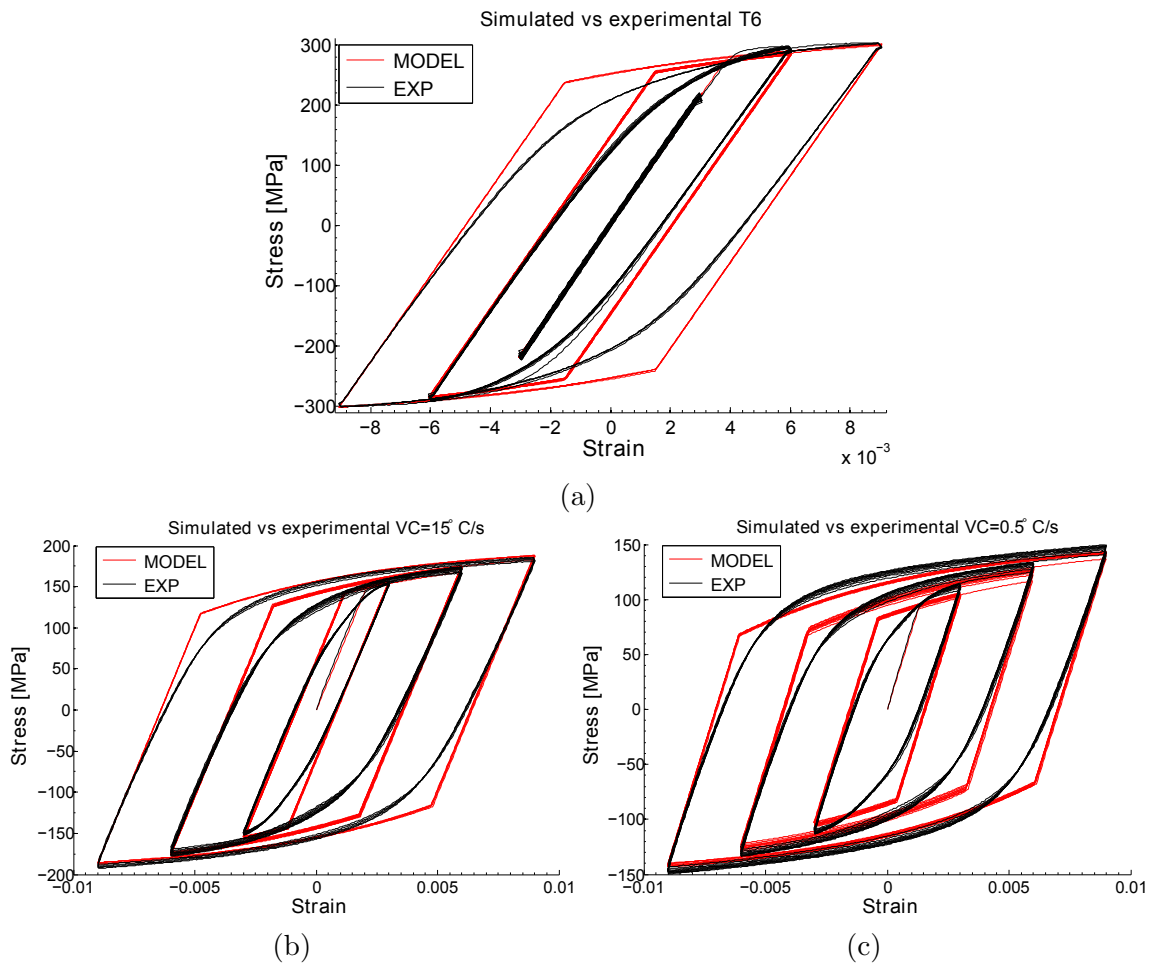 Simulated vs experimental T6
MODEL
EXP
Stress [MPa]
300
200
100
0
−100
−200
−300
−8 −6 −4 −2 0 2 4 6 8
x 10⁻³
Strain
(a)
Simulated vs experimental VC=15° C/s
MODEL
EXP
Stress [MPa]
200
150
100
50
0
−50
−100
−150
−200
−0.01 −0.005 0 0.005 0.01
Strain
(b)
Simulated vs experimental VC=0.5° C/s
MODEL
EXP
Stress [MPa]
150
100
50
0
−50
−100
−150
−0.01 −0.005 0 0.005 0.01
Strain
(c)